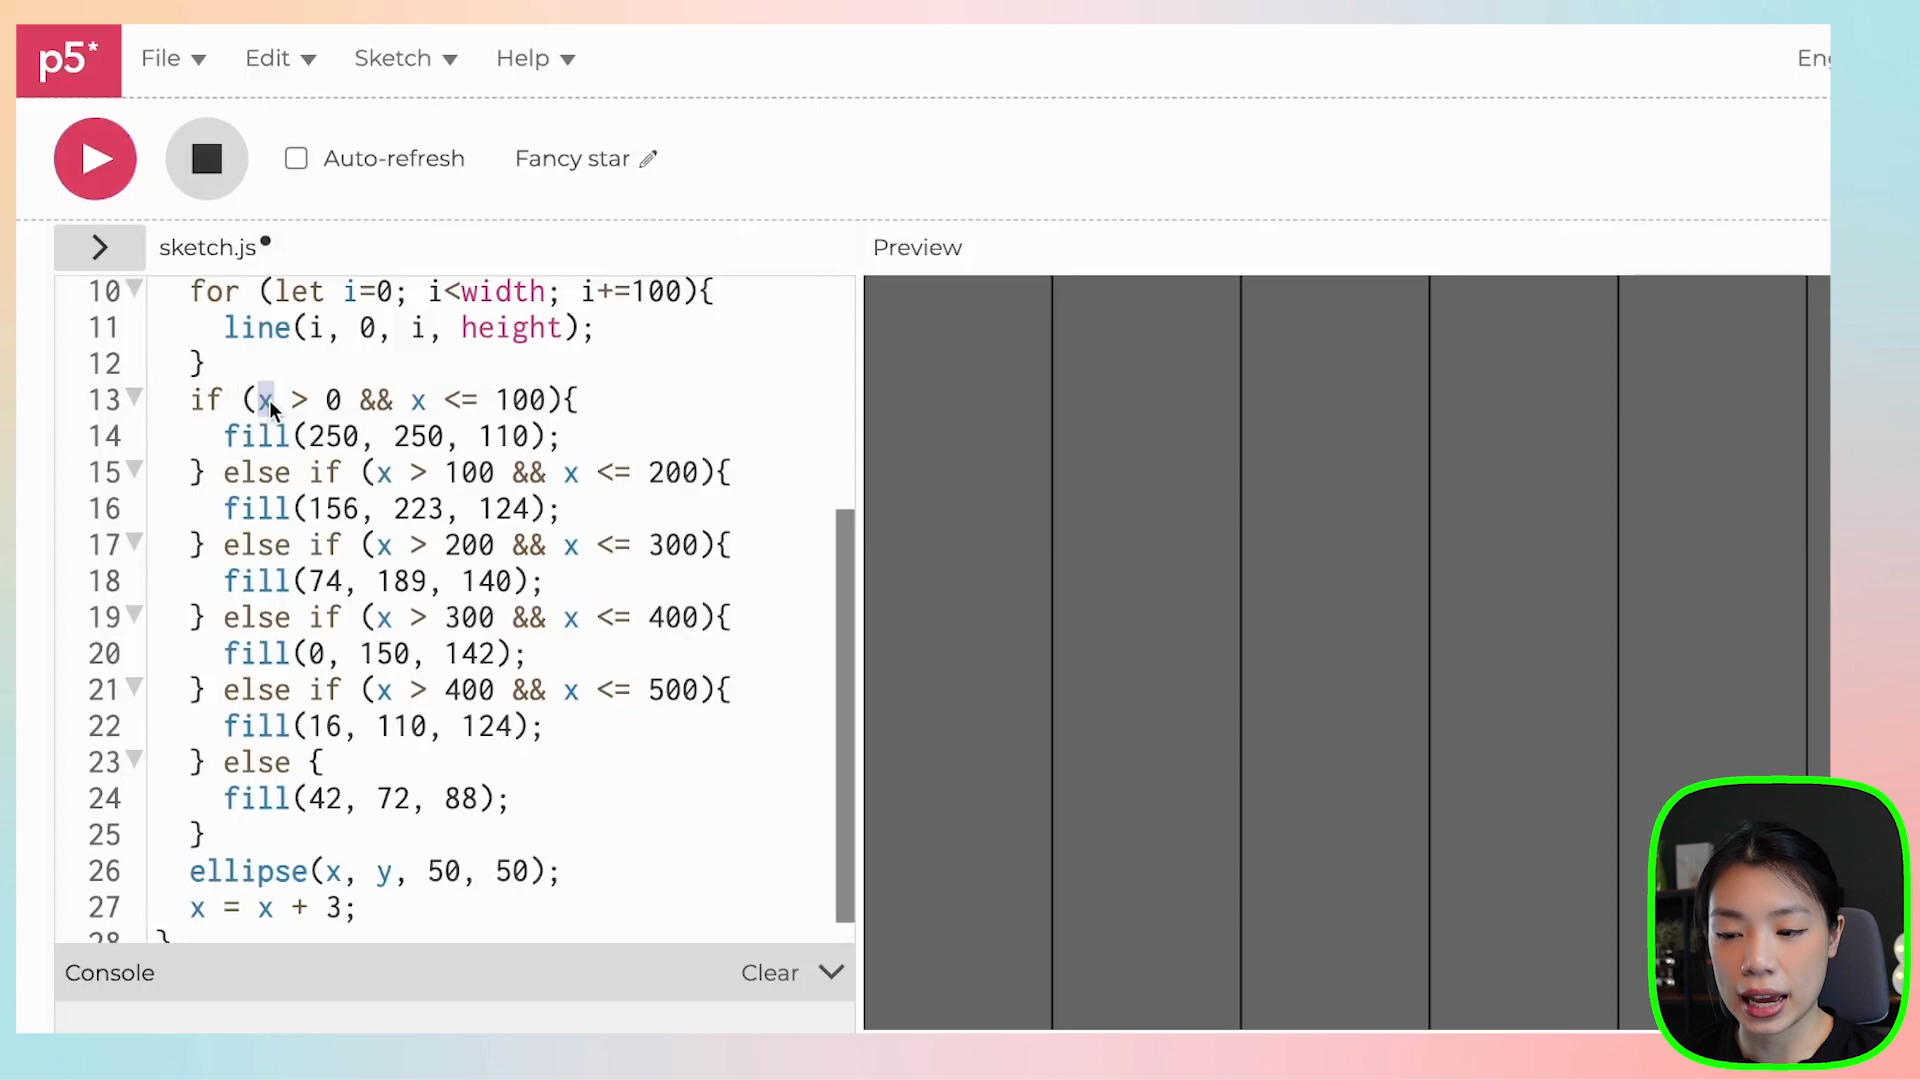 p5* File Edit Sketch Help Eng
Auto-refresh Fancy star
sketch.js Preview
10 for (let i=0; i<width; i+=100){
11 line(i, 0, i, height);
12 }
13 if (x > 0 && x <= 100){
14 fill(250, 250, 110);
15 } else if (x > 100 && x <= 200){
16 fill(156, 223, 124);
17 } else if (x > 200 && x <= 300){
18 fill(74, 189, 140);
19 } else if (x > 300 && x <= 400){
20 fill(0, 150, 142);
21 } else if (x > 400 && x <= 500){
22 fill(16, 110, 124);
23 } else {
24 fill(42, 72, 88);
25 }
26 ellipse(x, y, 50, 50);
27 x = x + 3;
28 }
Console Clear